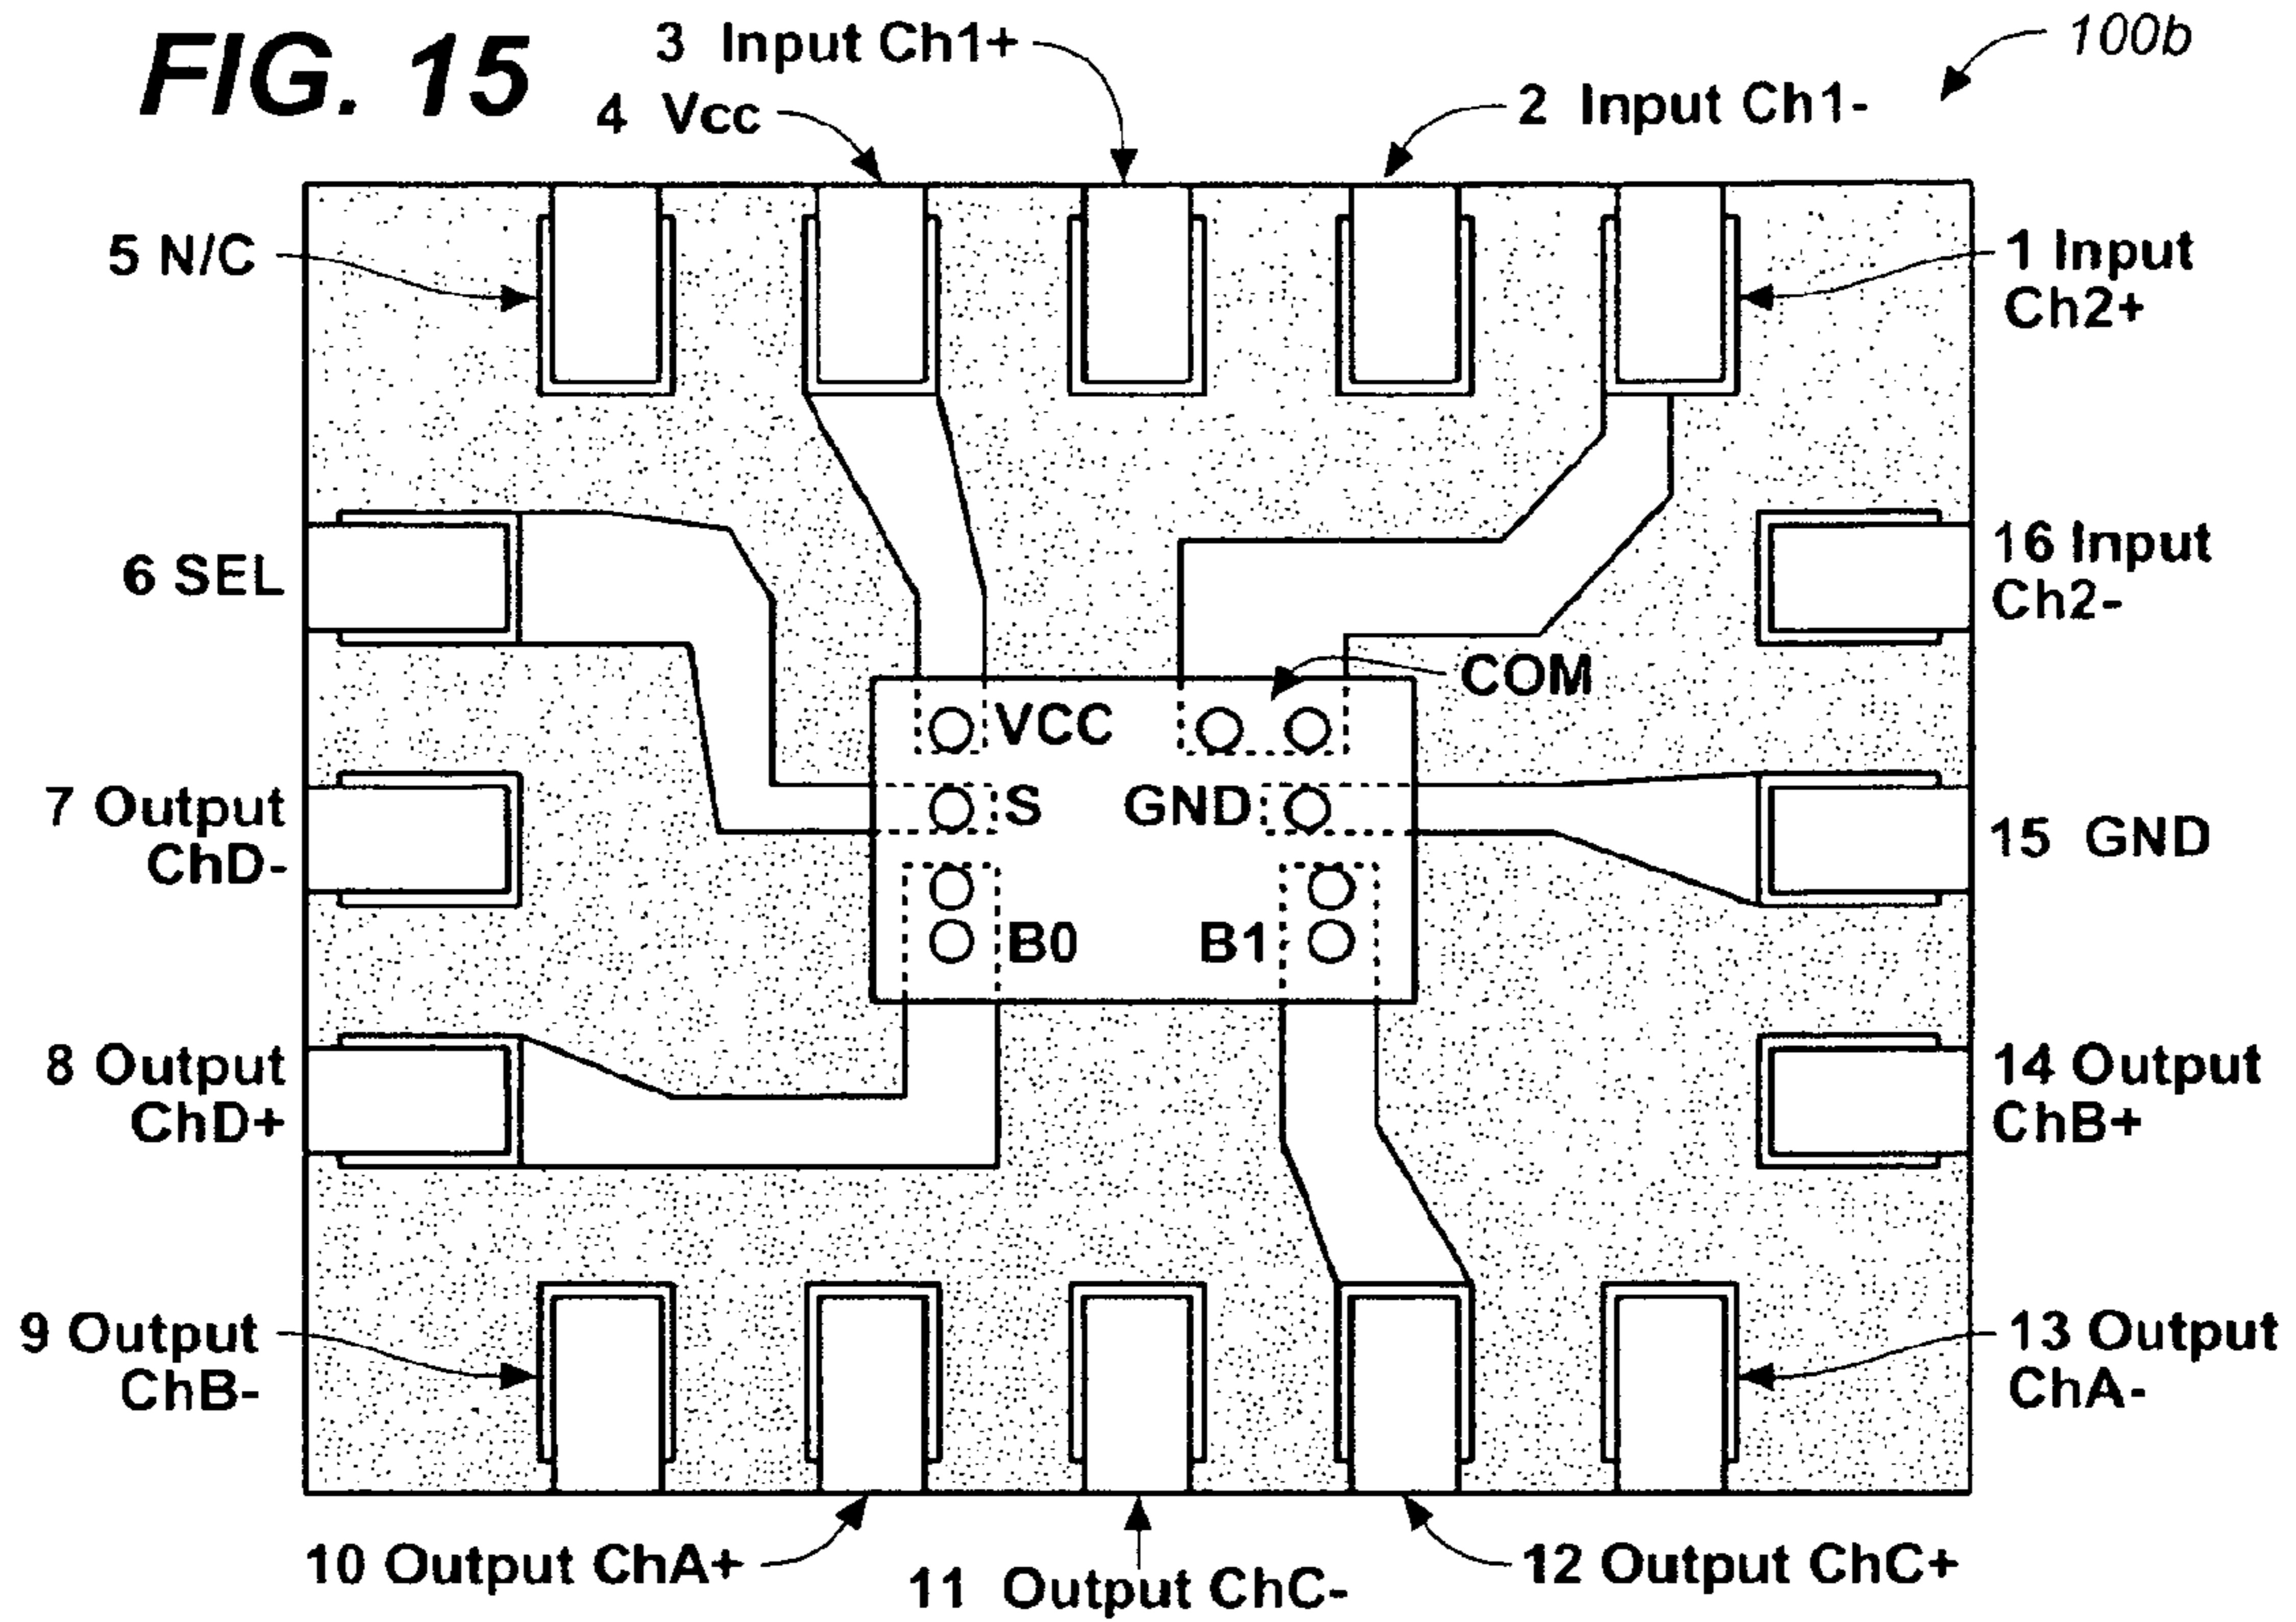 FIG. 15
3 Input Ch1+
100b
4 Vcc
2 Input Ch1-
5 N/C
1 Input
Ch2+
6 SEL
16 Input
Ch2-
COM
VCC
S
GND
7 Output
ChD-
15 GND
B0
B1
8 Output
ChD+
14 Output
ChB+
9 Output
ChB-
13 Output
ChA-
10 Output ChA+
11 Output ChC-
12 Output ChC+